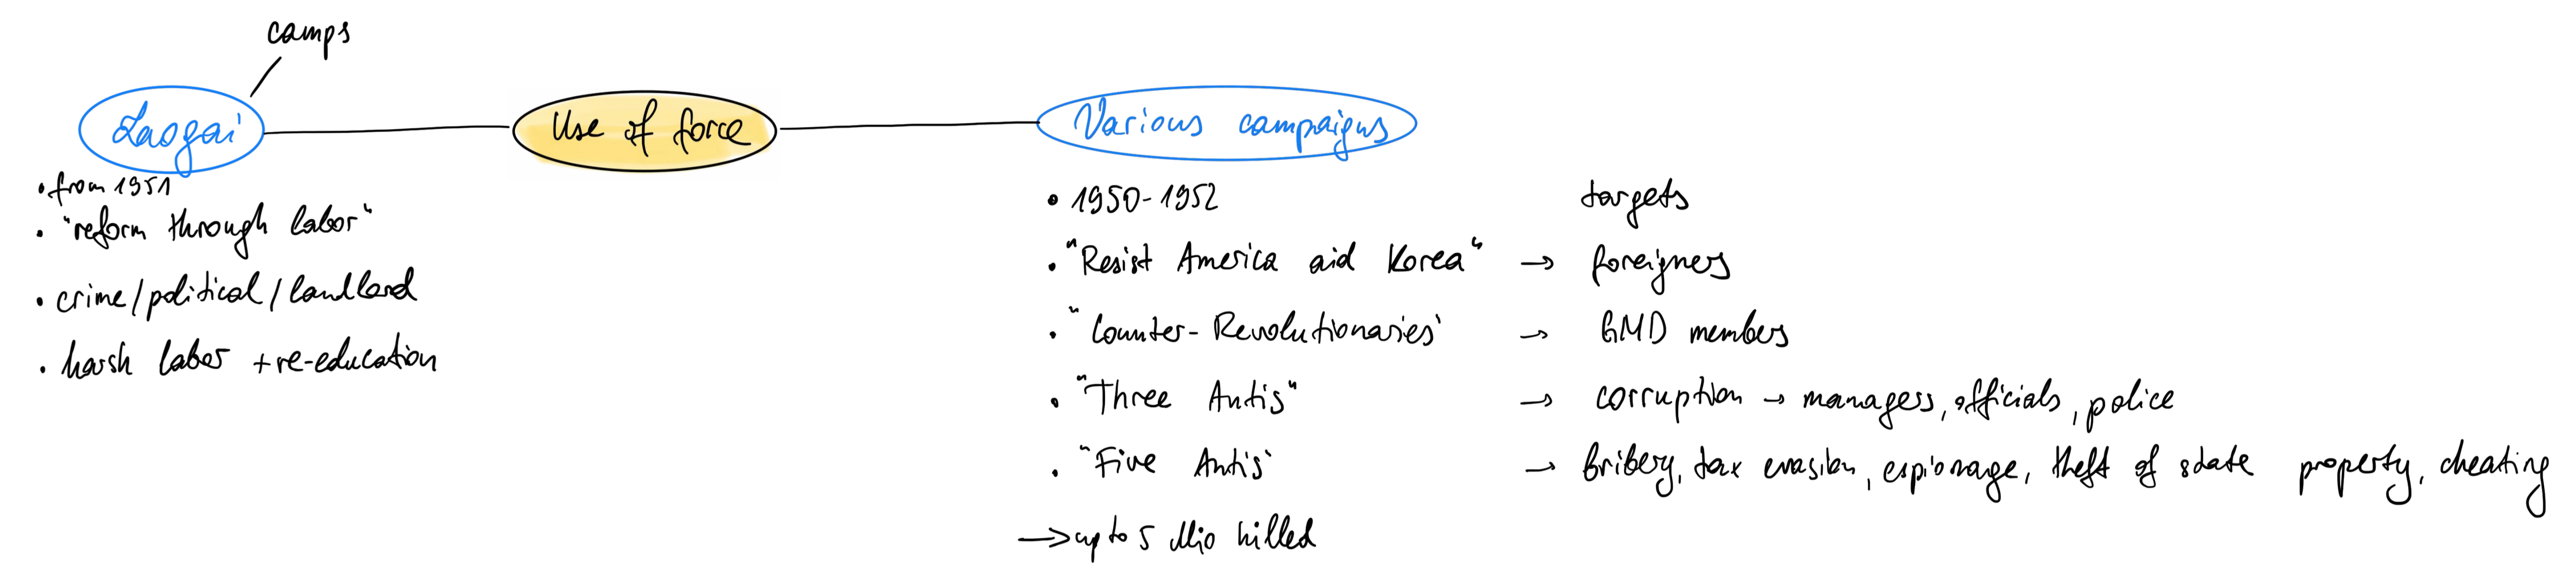 camps
Laogai
Use of force
Various campaigns
• from 1951
• "reform through labor"
• crime/political/landlord
• harsh labor + re-education
• 1950-1952 targets
• "Resist America aid Korea" → foreigners
• "Counter-Revolutionaries" → GMD members
• "Three Antis" → corruption → managers, officials, police
• "Five Antis" → bribery, tax evasion, espionage, theft of state property, cheating
→ up to 5 Mio killed